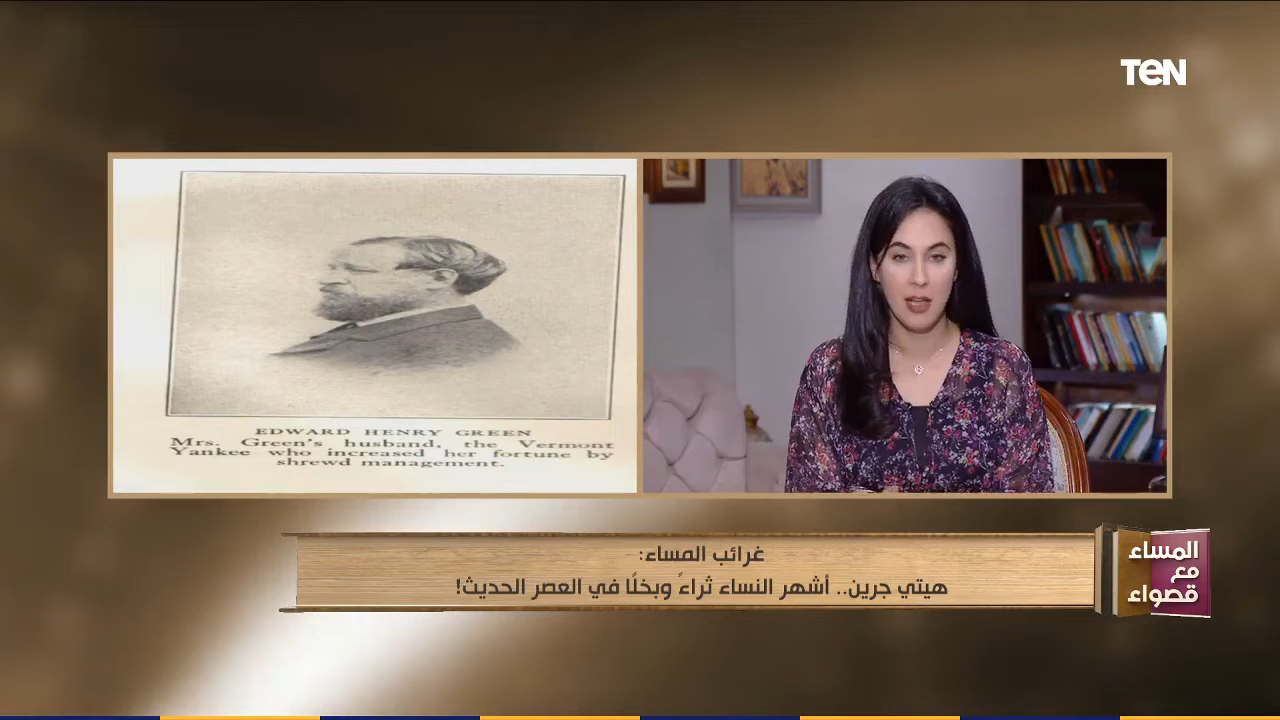 TEN
EDWARD HENRY GREEN
Mrs. Green's husband, the Vermont
Yankee who increased her fortune by
shrewd management.
غرائب المساء:
هيتي جرين.. أشهر النساء ثراءً وبخلًا في العصر الحديث!
المساء
مع
قصواء